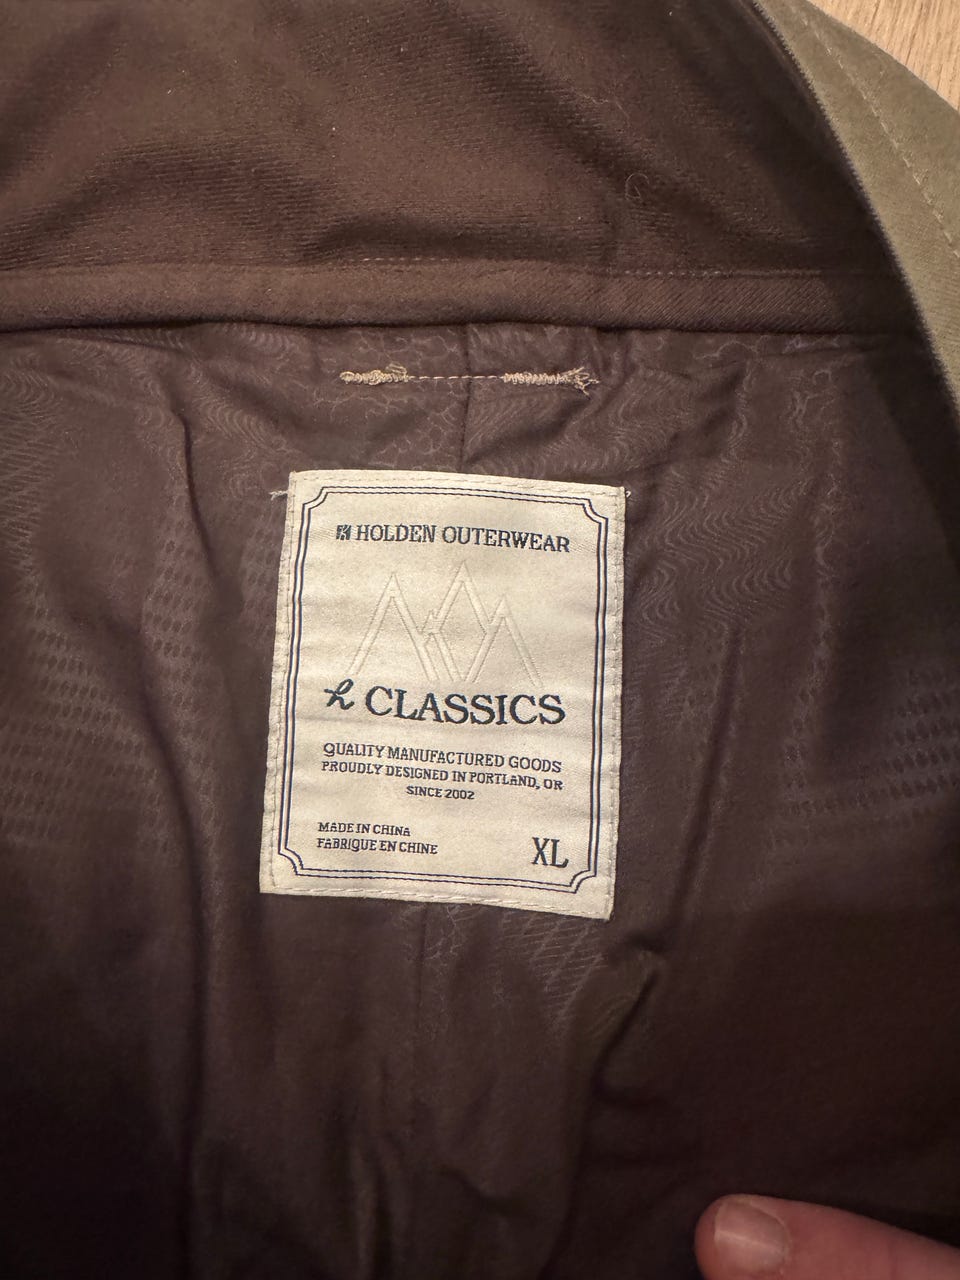 HOLDEN OUTERWEAR
h CLASSICS
QUALITY MANUFACTURED GOODS
PROUDLY DESIGNED IN PORTLAND, OR
SINCE 2002
MADE IN CHINA
FABRIQUE EN CHINE
XL